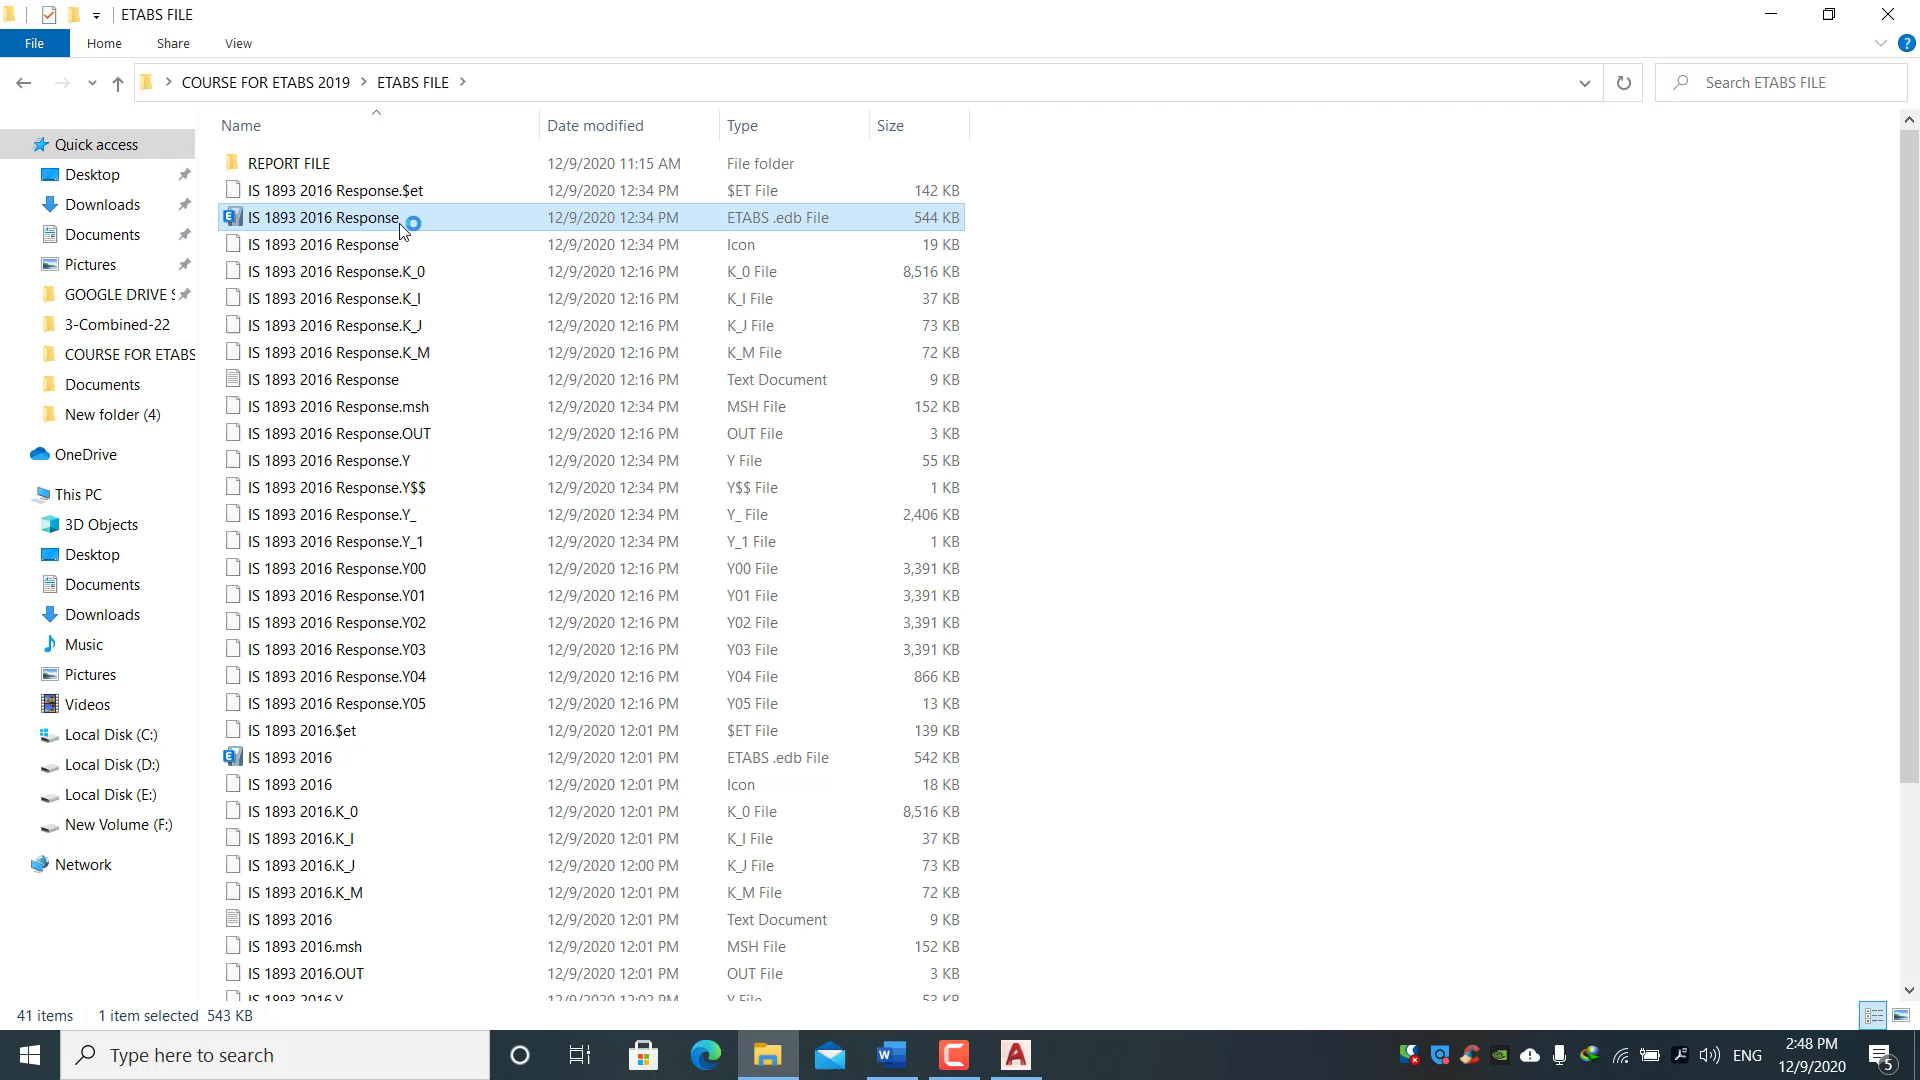 ETABS FILE
File Home Share View
COURSE FOR ETABS 2019 ETABS FILE
Search ETABS FILE
Name Date modified Type Size
Quick access
Desktop
Downloads
Documents
Pictures
GOOGLE DRIVE S
3-Combined-22
COURSE FOR ETABS
Documents
New folder (4)
OneDrive
This PC
3D Objects
Desktop
Documents
Downloads
Music
Pictures
Videos
Local Disk (C:)
Local Disk (D:)
Local Disk (E:)
New Volume (F:)
Network
REPORT FILE 12/9/2020 11:15 AM File folder
IS 1893 2016 Response.$et 12/9/2020 12:34 PM $ET File 142 KB
IS 1893 2016 Response 12/9/2020 12:34 PM ETABS .edb File 544 KB
IS 1893 2016 Response 12/9/2020 12:34 PM Icon 19 KB
IS 1893 2016 Response.K_0 12/9/2020 12:16 PM K_0 File 8,516 KB
IS 1893 2016 Response.K_I 12/9/2020 12:16 PM K_I File 37 KB
IS 1893 2016 Response.K_J 12/9/2020 12:16 PM K_J File 73 KB
IS 1893 2016 Response.K_M 12/9/2020 12:16 PM K_M File 72 KB
IS 1893 2016 Response 12/9/2020 12:16 PM Text Document 9 KB
IS 1893 2016 Response.msh 12/9/2020 12:34 PM MSH File 152 KB
IS 1893 2016 Response.OUT 12/9/2020 12:16 PM OUT File 3 KB
IS 1893 2016 Response.Y 12/9/2020 12:34 PM Y File 55 KB
IS 1893 2016 Response.Y$$ 12/9/2020 12:34 PM Y$$ File 1 KB
IS 1893 2016 Response.Y_ 12/9/2020 12:34 PM Y_ File 2,406 KB
IS 1893 2016 Response.Y_1 12/9/2020 12:34 PM Y_1 File 1 KB
IS 1893 2016 Response.Y00 12/9/2020 12:16 PM Y00 File 3,391 KB
IS 1893 2016 Response.Y01 12/9/2020 12:16 PM Y01 File 3,391 KB
IS 1893 2016 Response.Y02 12/9/2020 12:16 PM Y02 File 3,391 KB
IS 1893 2016 Response.Y03 12/9/2020 12:16 PM Y03 File 3,391 KB
IS 1893 2016 Response.Y04 12/9/2020 12:16 PM Y04 File 866 KB
IS 1893 2016 Response.Y05 12/9/2020 12:16 PM Y05 File 13 KB
IS 1893 2016.$et 12/9/2020 12:01 PM $ET File 139 KB
IS 1893 2016 12/9/2020 12:01 PM ETABS .edb File 542 KB
IS 1893 2016 12/9/2020 12:01 PM Icon 18 KB
IS 1893 2016.K_0 12/9/2020 12:01 PM K_0 File 8,516 KB
IS 1893 2016.K_I 12/9/2020 12:01 PM K_I File 37 KB
IS 1893 2016.K_J 12/9/2020 12:00 PM K_J File 73 KB
IS 1893 2016.K_M 12/9/2020 12:01 PM K_M File 72 KB
IS 1893 2016 12/9/2020 12:01 PM Text Document 9 KB
IS 1893 2016.msh 12/9/2020 12:01 PM MSH File 152 KB
IS 1893 2016.OUT 12/9/2020 12:01 PM OUT File 3 KB
IS 1893 2016.Y 12/9/2020 12:02 PM Y File 53 KB
41 items 1 item selected 543 KB
Type here to search
ENG
2:48 PM
12/9/2020
5